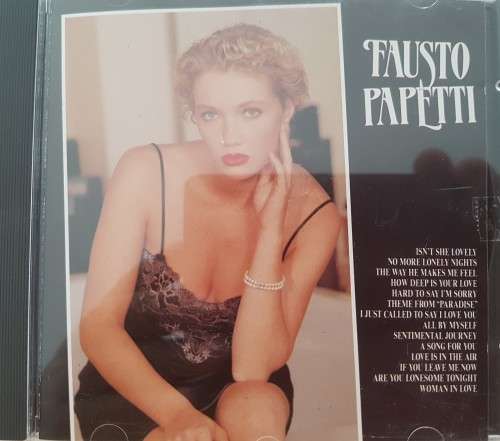 FAUSTO
PAPETTI
ISN'T SHE LOVELY
NO MORE LONELY NIGHTS
THE WAY HE MAKES ME FEEL
HOW DEEP IS YOUR LOVE
HARD TO SAY I'M SORRY
THEME FROM "PARADISE"
I JUST CALLED TO SAY I LOVE YOU
ALL BY MYSELF
SENTIMENTAL JOURNEY
A SONG FOR YOU
LOVE IS IN THE AIR
IF YOU LEAVE ME NOW
ARE YOU LONESOME TONIGHT
WOMAN IN LOVE